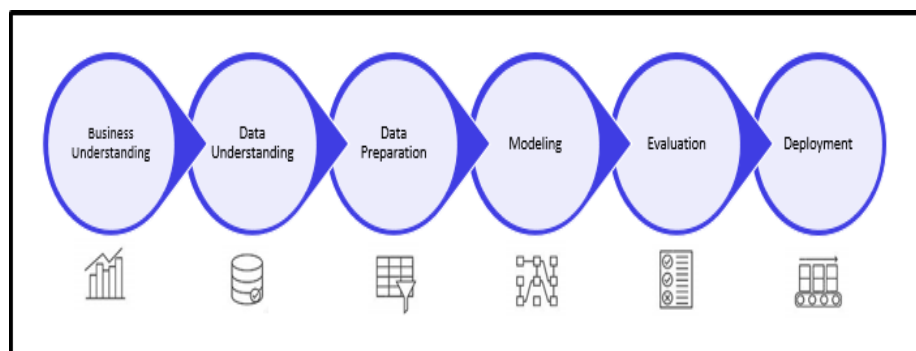 Business
Understanding
Data
Understanding
Data
Preparation
Modeling
Evaluation
Deployment